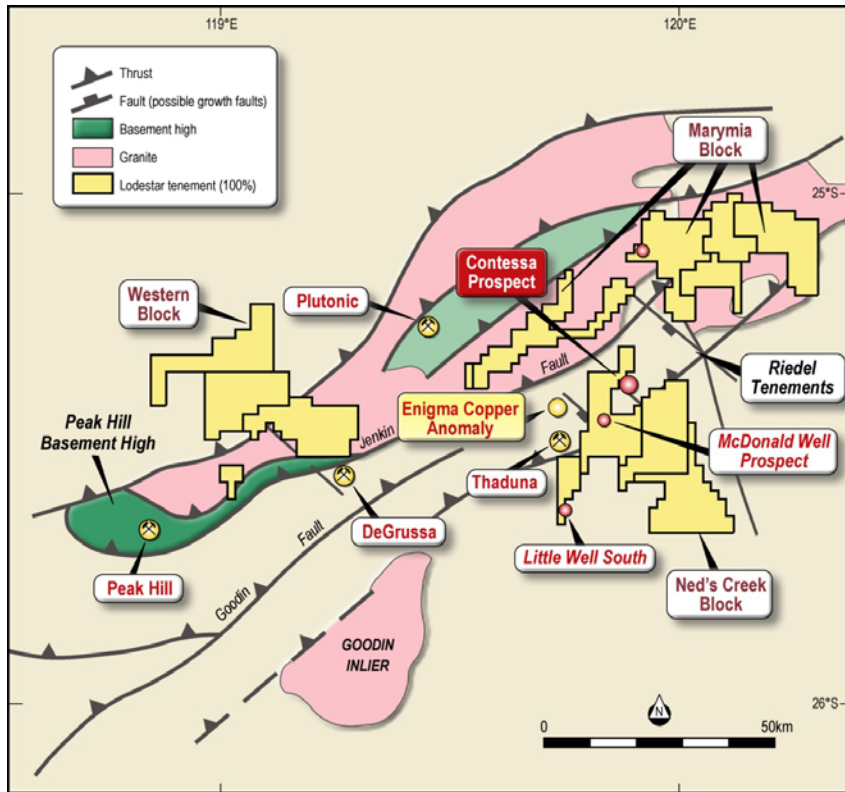 119°E
120°E
Thrust
Fault (possible growth faults)
Basement high
Granite
Lodestar tenement (100%)
Marymia
Block
25°S
Contessa
Prospect
Western
Block
Plutonic
Fault
Riedel
Tenements
Enigma Copper
Anomaly
Jenkin
Peak Hill
Basement High
McDonald Well
Prospect
Thaduna
DeGrussa
Fault
Little Well South
Peak Hill
Ned's Creek
Block
Goodin
GOODIN
INLIER
26°S
N
0
50km